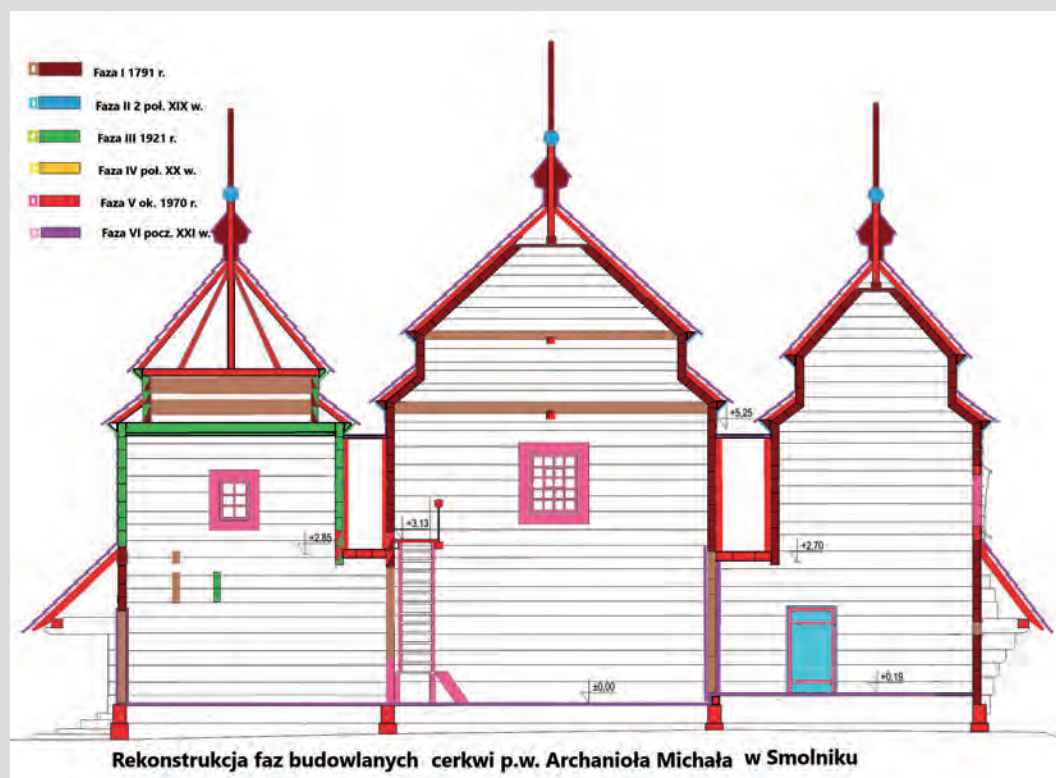 Faza I 1791 r.
Faza II 2 poł. XIX w.
Faza III 1921 r.
Faza IV poł. XX w.
Faza V ok. 1970 r.
Faza VI pocz. XXI w.
+5,25
+3,13
+2,85
+2,70
±0,00
+0,19
Rekonstrukcja faz budowlanych cerkwi p.w. Archanioła Michała w Smolniku